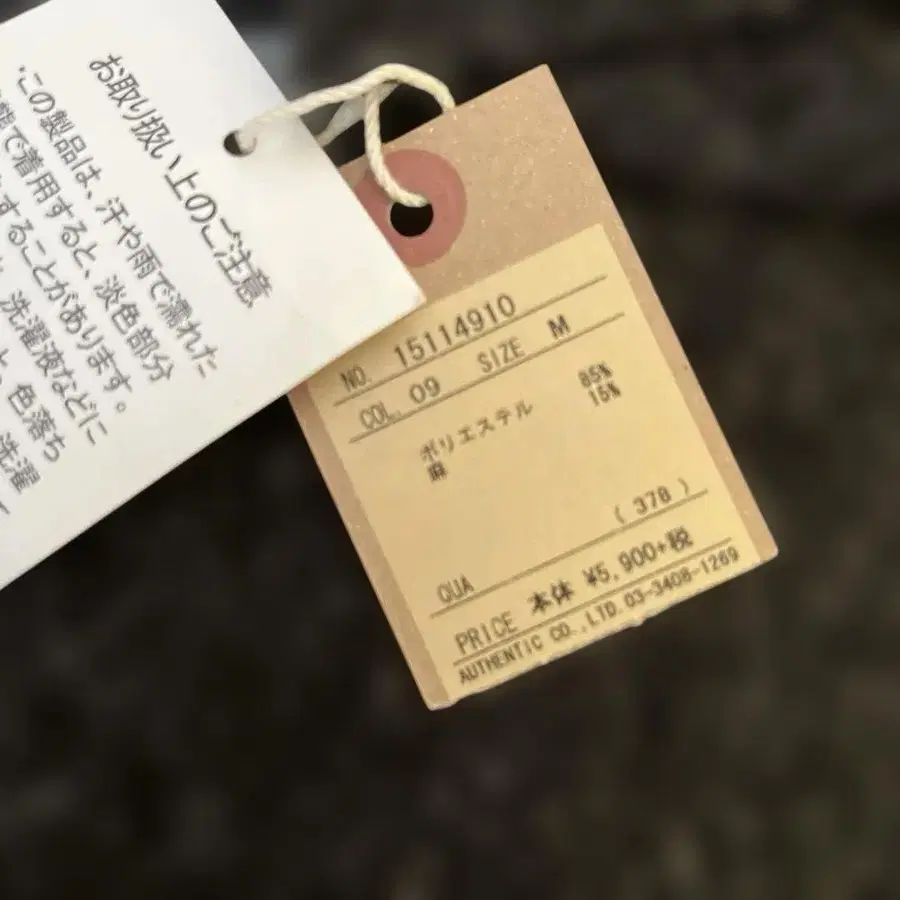 お取り扱い上のご注意
・この製品は、汗や雨で濡れた
で着用すると、淡色部分
することがあります。
洗濯液などに
色落ち
洗濯
NO. 15114910
COL. 09 SIZE M
ポリエステル 85%
麻 15%
( 378 )
QUA
PRICE 本体 ¥5,900+税
AUTHENTIC CO.,LTD. 03-3408-1269